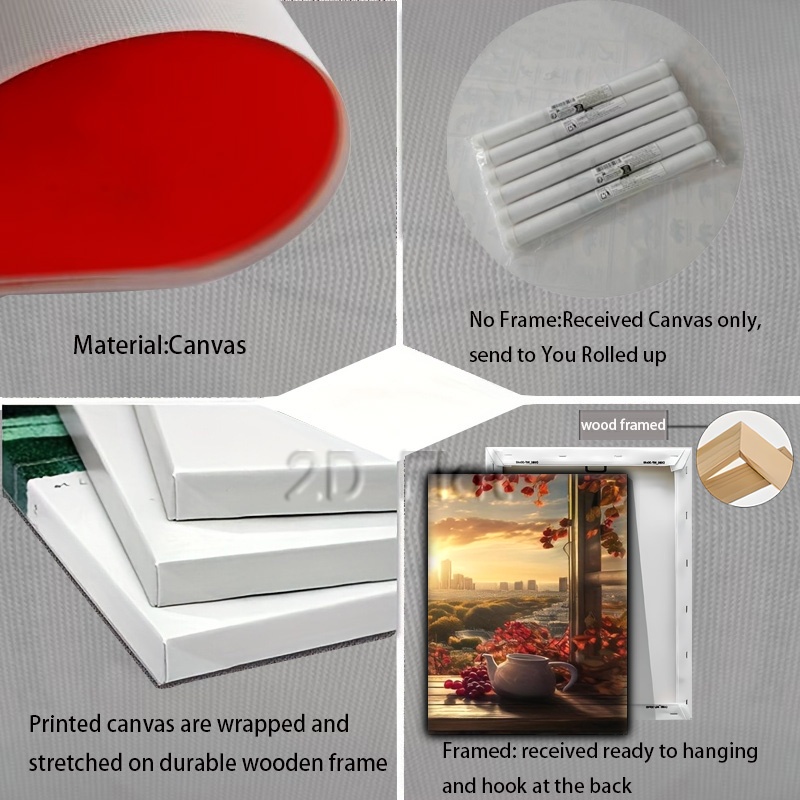 Material:Canvas
No Frame:Received Canvas only,
send to You Rolled up
2D
wood framed
Printed canvas are wrapped and
stretched on durable wooden frame
Framed: received ready to hanging
and hook at the back